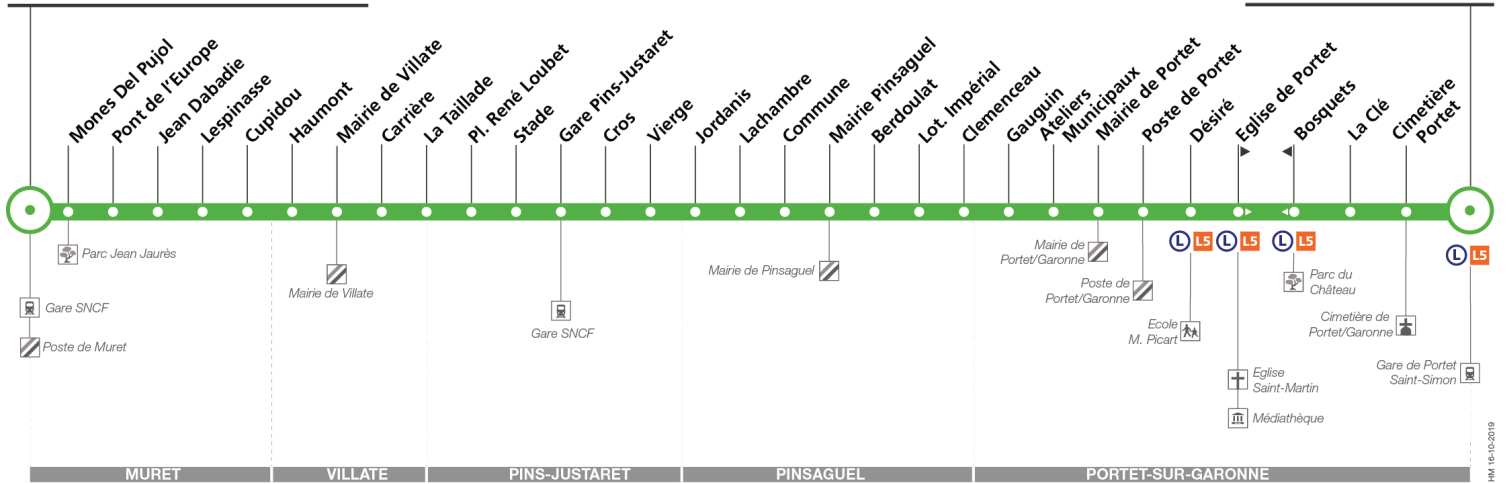 Mones Del Pujol
Pont de l'Europe
Jean Dabadie
Lespinasse
Cupidou
Haumont
Mairie de Villate
Carrière
La Taillade
Pl. René Loubet
Stade
Gare Pins-Justaret
Cros
Vierge
Jordanis
Lachambre
Commune
Mairie Pinsaguel
Berdoulat
Lot. Impérial
Clemenceau
Gauguin
Ateliers
Municipaux
Mairie de Portet
Poste de Portet
Désiré
Eglise de Portet
Bosquets
La Clé
Cimetière
Portet
Parc Jean Jaurès
Gare SNCF
Poste de Muret
Mairie de Villate
Gare SNCF
Mairie de Pinsaguel
Mairie de
Portet/Garonne
Poste de
Portet/Garonne
L L5
Ecole
M. Picart
L L5
Eglise
Saint-Martin
Médiathèque
L L5
Parc du
Château
Cimetière de
Portet/Garonne
L L5
Gare de Portet
Saint-Simon
MURET
VILLATE
PINS-JUSTARET
PINSAGUEL
PORTET-SUR-GARONNE
HM 16-10-2019